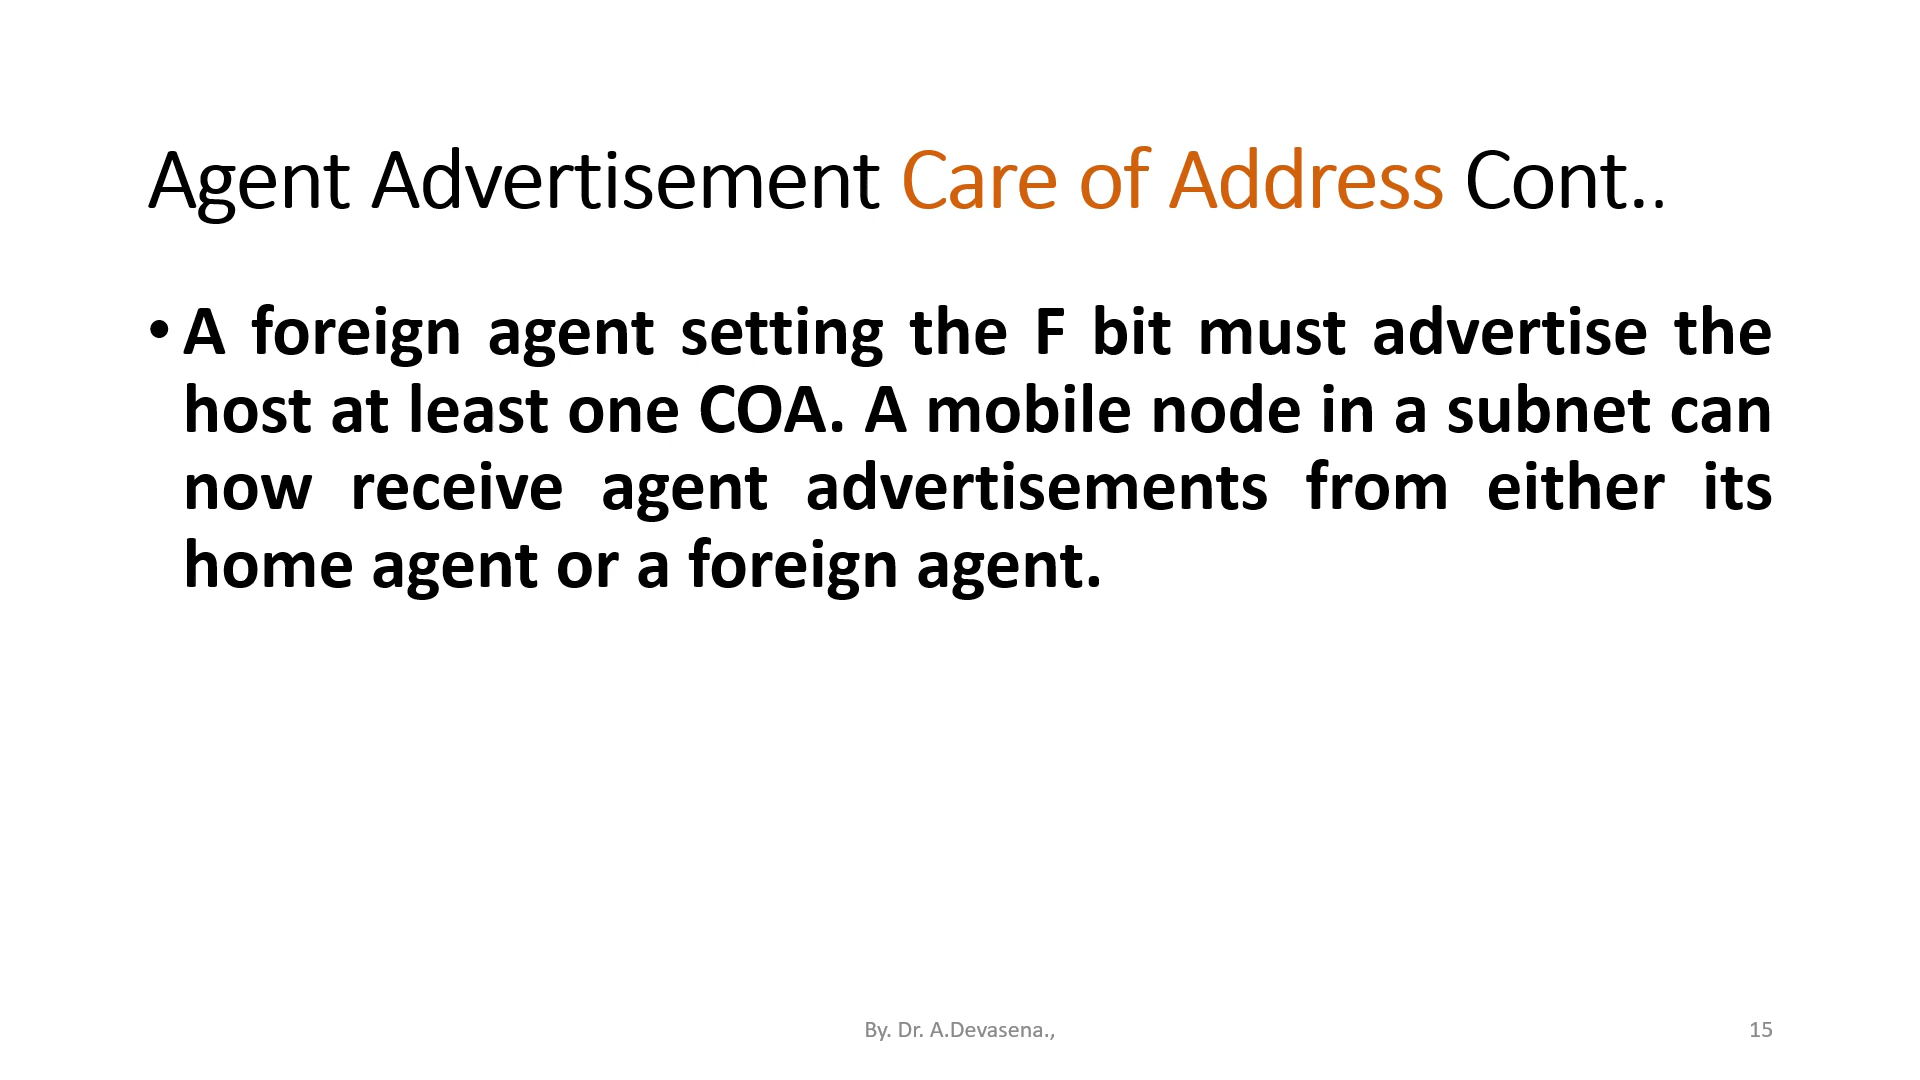 Agent Advertisement Care of Address Cont..
• A foreign agent setting the F bit must advertise the
host at least one COA. A mobile node in a subnet can
now receive agent advertisements from either its
home agent or a foreign agent.
By. Dr. A.Devasena.,
15